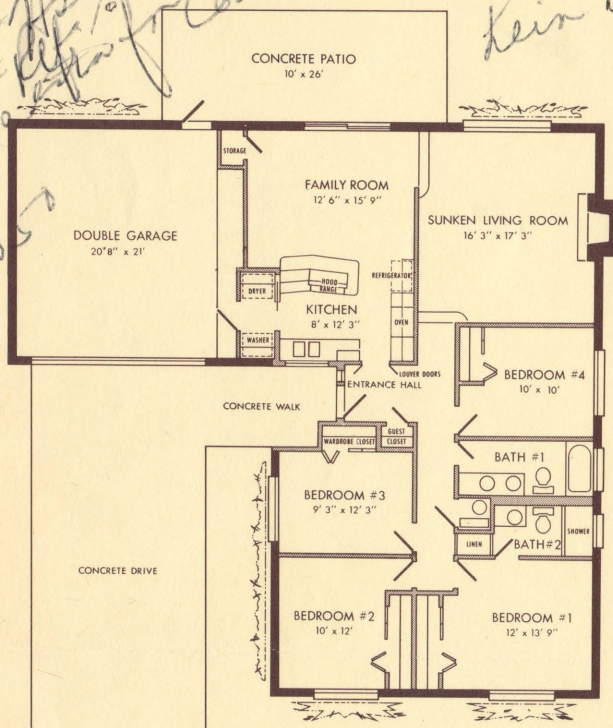 Kein
CONCRETE PATIO
10' x 26'
STORAGE
FAMILY ROOM
12' 6" x 15' 9"
SUNKEN LIVING ROOM
16' 3" x 17' 3"
DOUBLE GARAGE
20'8" x 21'
REFRIGERATOR
HOOD
RANGE
DRYER
KITCHEN
8' x 12' 3"
OVEN
WASHER
LOUVER DOORS
ENTRANCE HALL
BEDROOM #4
10' x 10'
CONCRETE WALK
GUEST
CLOSET
WARDROBE CLOSET
BATH #1
BEDROOM #3
9' 3" x 12' 3"
SHOWER
LINEN
BATH #2
CONCRETE DRIVE
BEDROOM #2
10' x 12'
BEDROOM #1
12' x 13' 9"